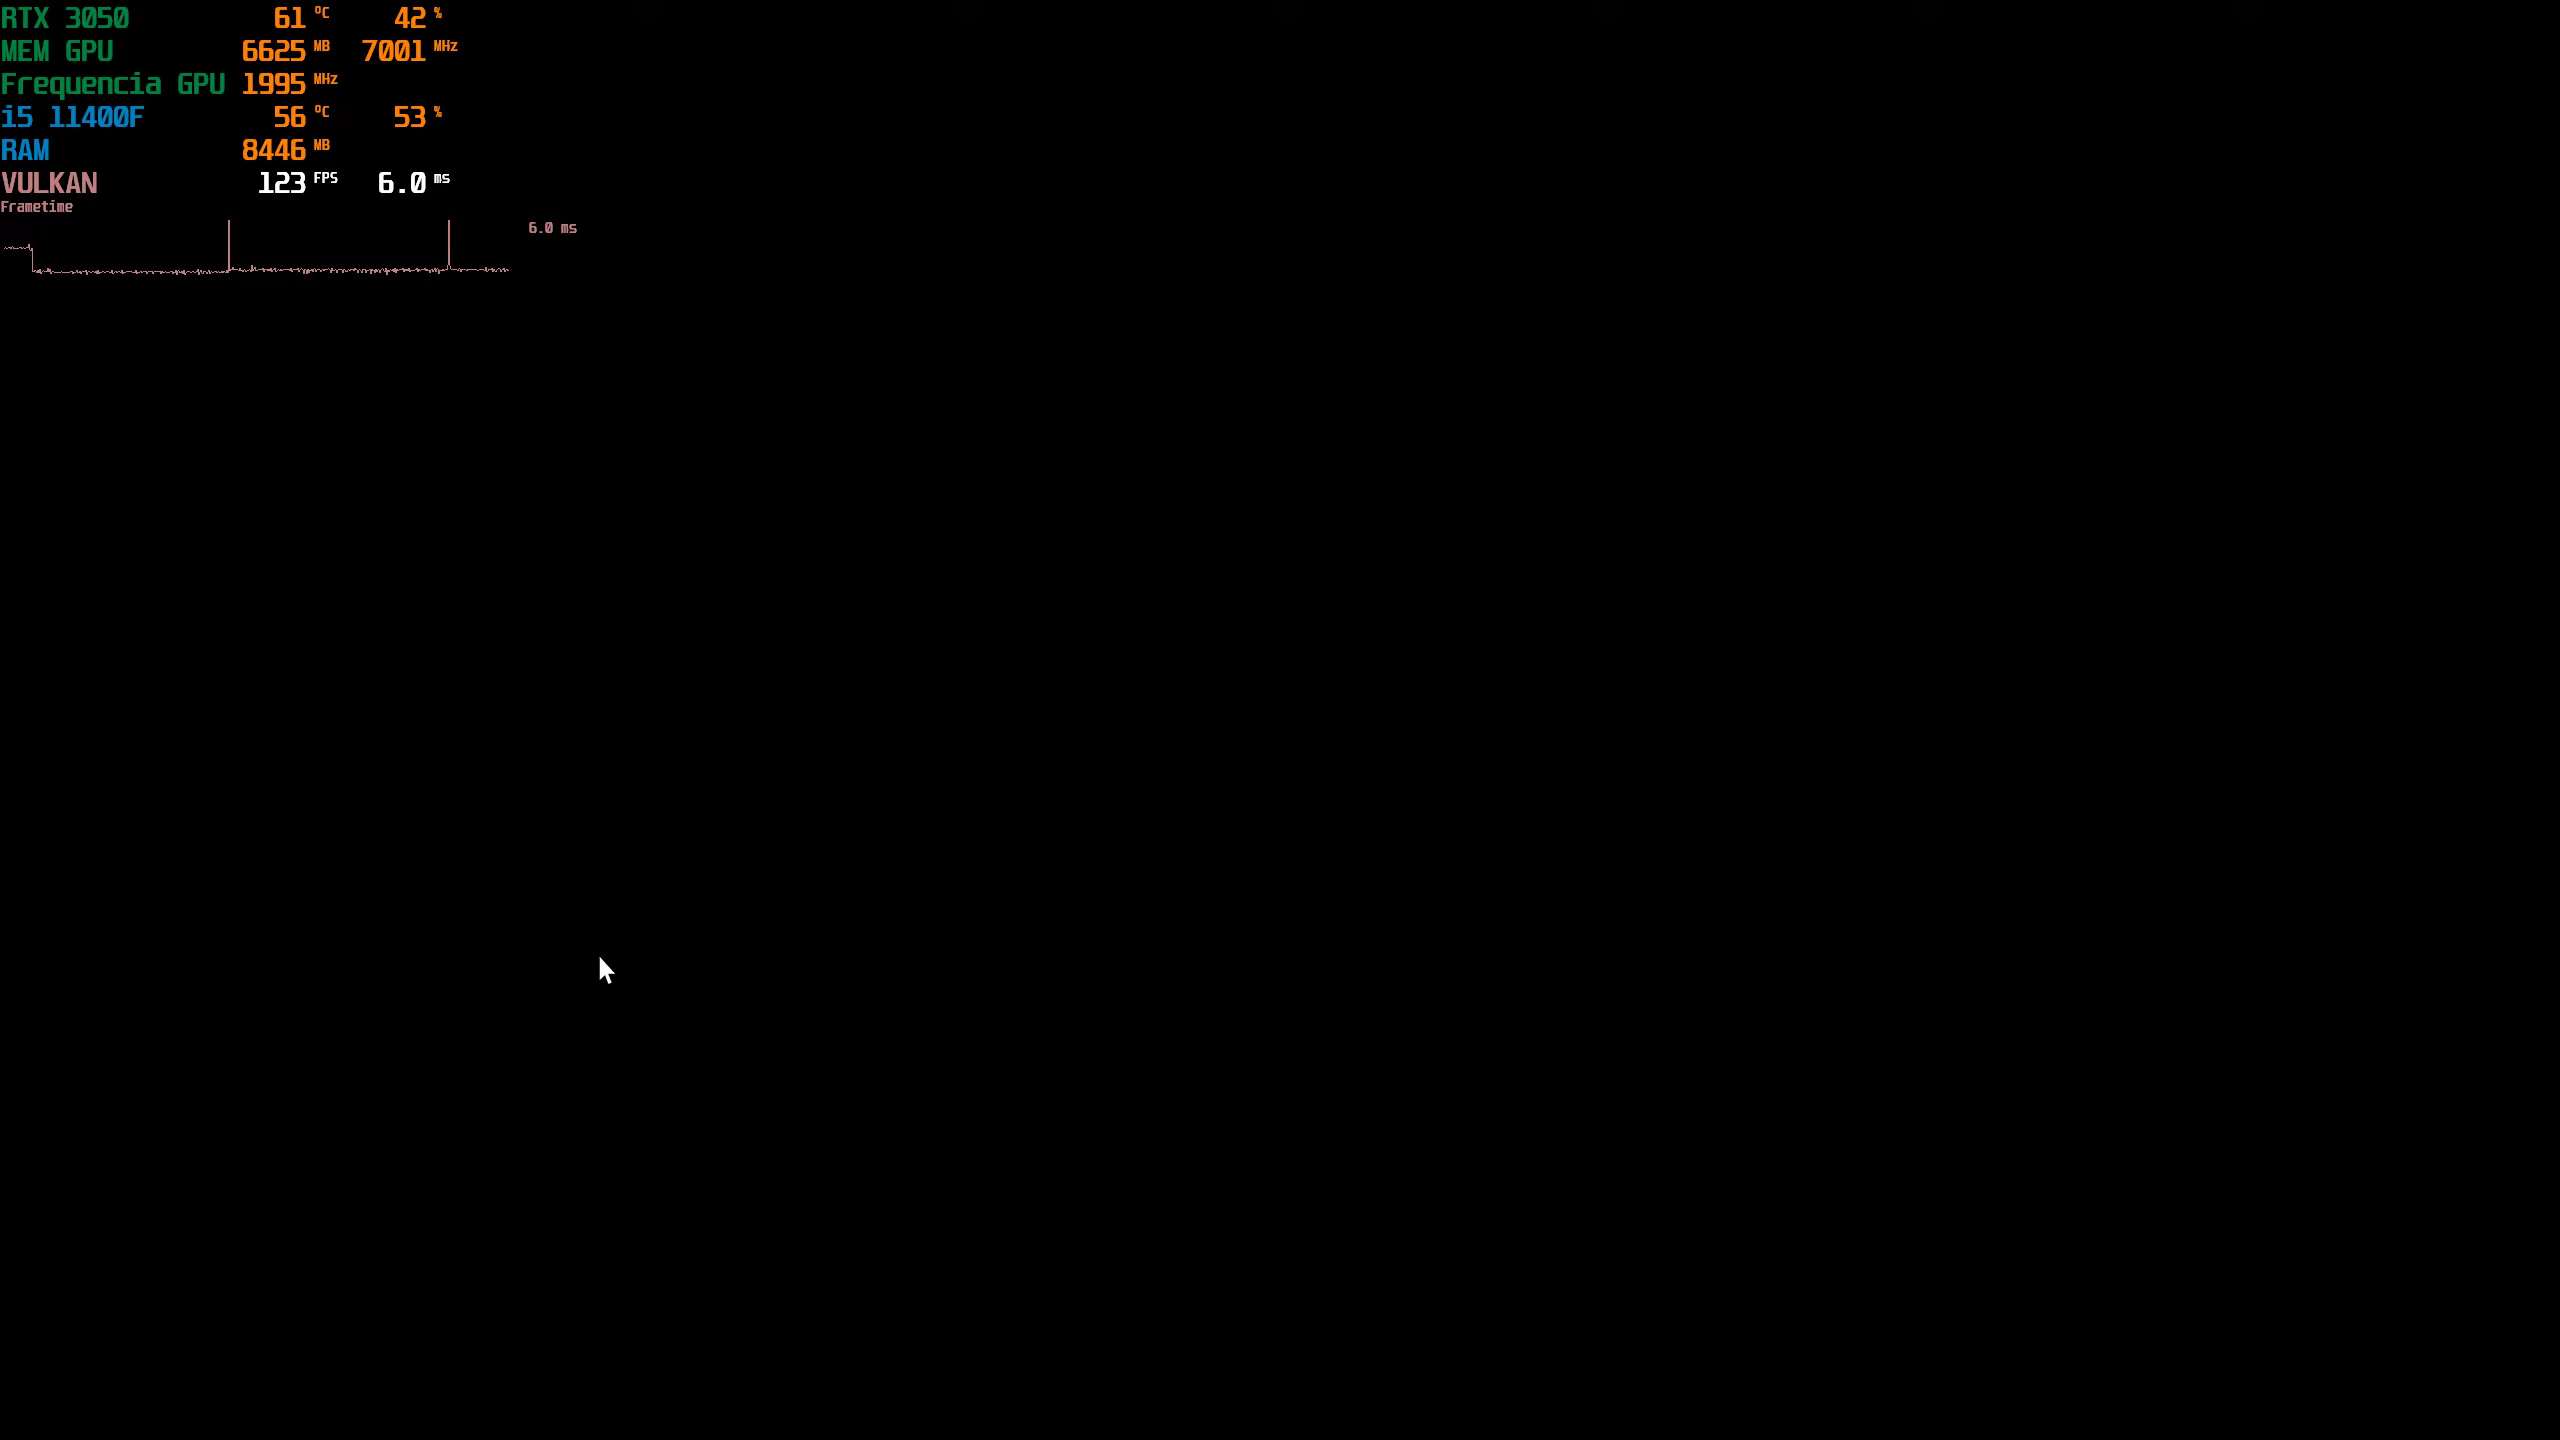 RTX 3050 61 °C 42 %
MEM GPU 6625 MB 7001 MHz
Frequencia GPU 1995 MHz
i5 11400F 56 °C 53 %
RAM 8446 MB
VULKAN 123 FPS 6.0 ms
Frametime
6.0 ms